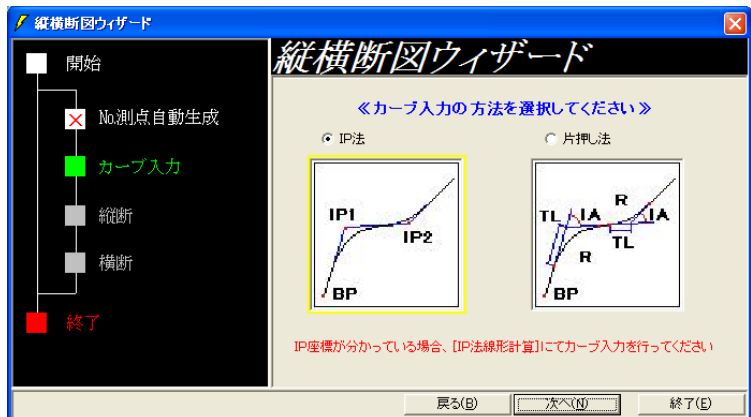 縦横断図ウィザード
縦横断図ウィザード
開始
No.測点自動生成
カーブ入力
縦断
横断
終了
≪カーブ入力の方法を選択してください≫
IP法
片押し法
IP1
IP2
BP
TL
IA
R
IA
TL
R
BP
IP座標が分かっている場合、[IP法線形計算]にてカーブ入力を行ってください
戻る(B)
次へ(N)
終了(E)